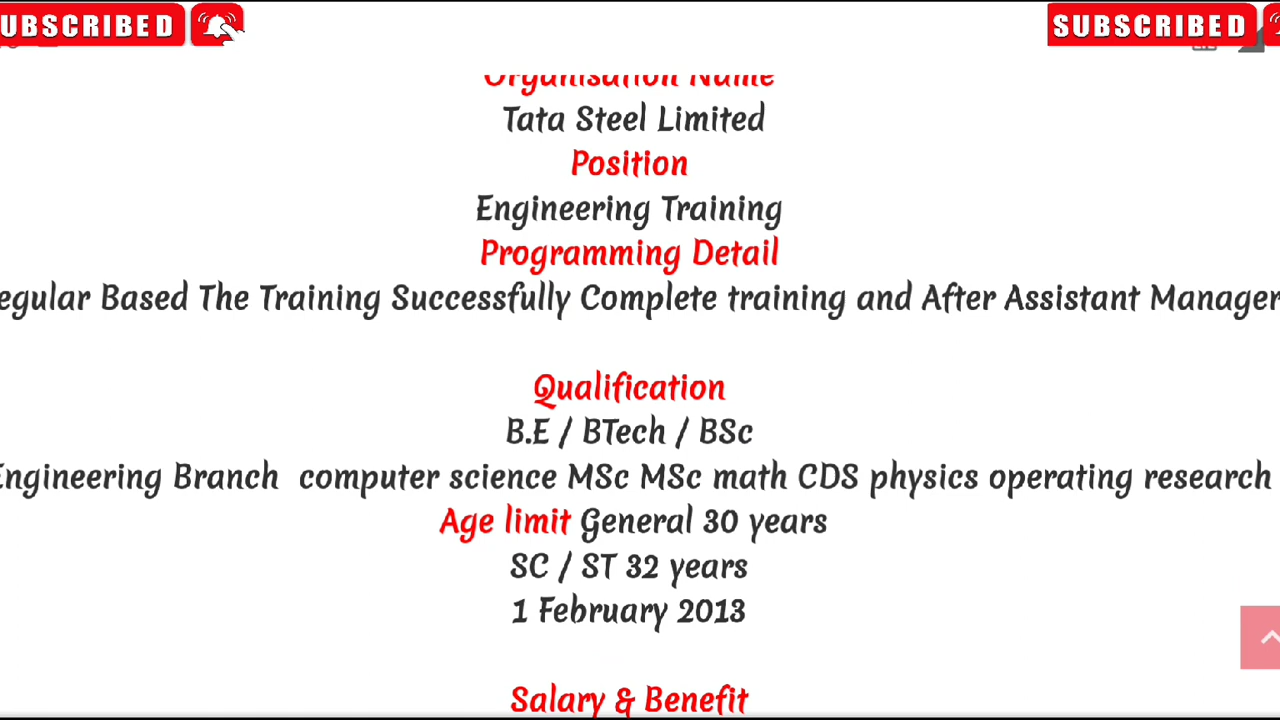 UBSCRIBED SUBSCRIBED
Organisation Name
Tata Steel Limited
Position
Engineering Training
Programming Detail
egular Based The Training Successfully Complete training and After Assistant Manager
Qualification
B.E / BTech / BSc
Engineering Branch computer science MSc MSc math CDS physics operating research
Age limit General 30 years
SC / ST 32 years
1 February 2013
Salary & Benefit